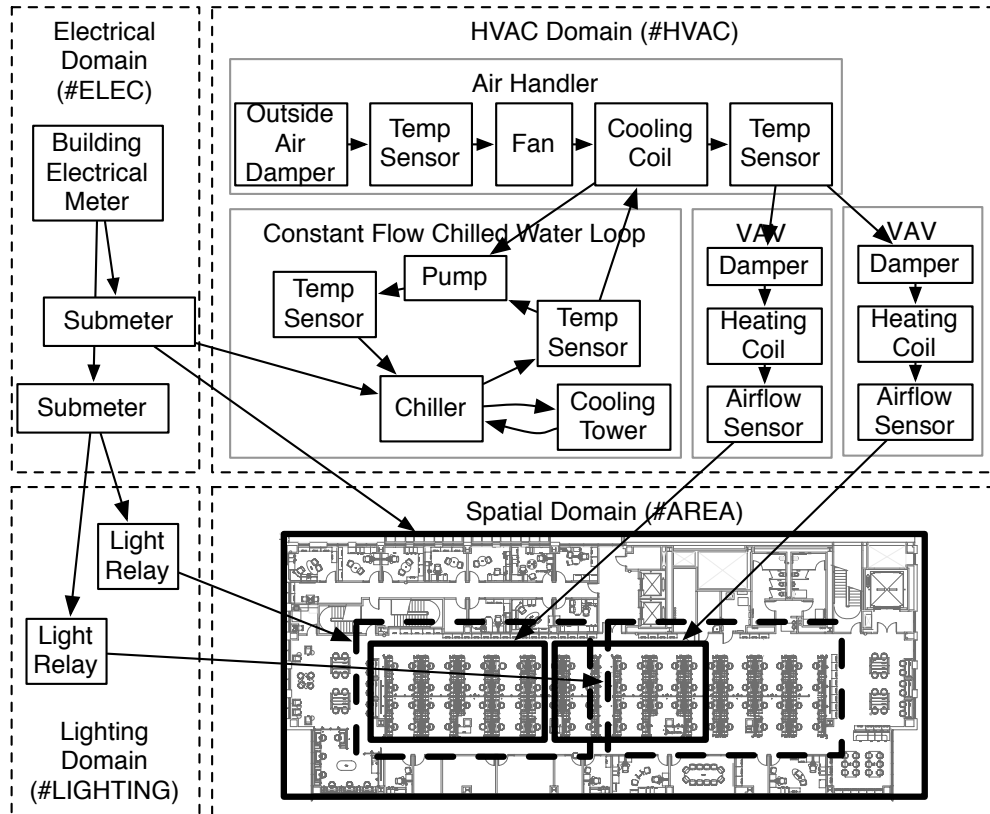 Electrical
Domain
(#ELEC)
Building
Electrical
Meter
Submeter
Submeter
HVAC Domain (#HVAC)
Air Handler
Outside
Air
Damper
Temp
Sensor
Fan
Cooling
Coil
Temp
Sensor
Constant Flow Chilled Water Loop
Pump
Temp
Sensor
Temp
Sensor
Chiller
Cooling
Tower
VAV
Damper
Heating
Coil
Airflow
Sensor
VAV
Damper
Heating
Coil
Airflow
Sensor
Light
Relay
Light
Relay
Lighting
Domain
(#LIGHTING)
Spatial Domain (#AREA)